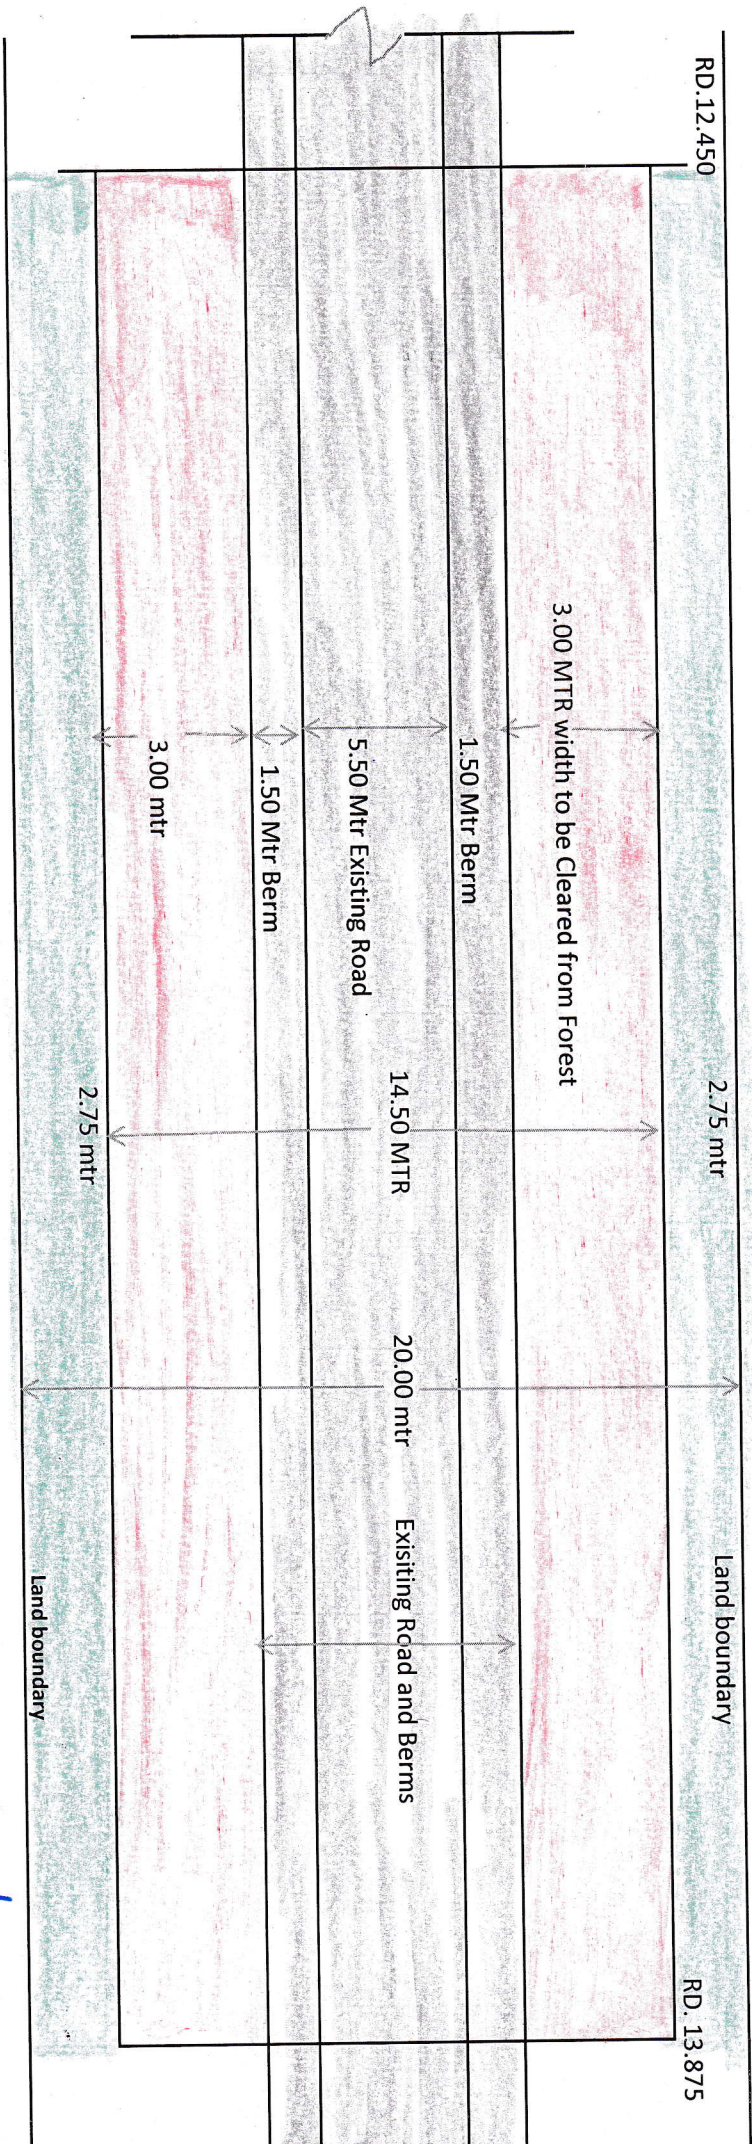 RD.12.450
RD. 13.875
2.75 mtr
Land boundary
3.00 MTR width to be Cleared from Forest
1.50 Mtr Berm
5.50 Mtr Existing Road
14.50 MTR
20.00 mtr
Exisiting Road and Berms
1.50 Mtr Berm
3.00 mtr
2.75 mtr
Land boundary